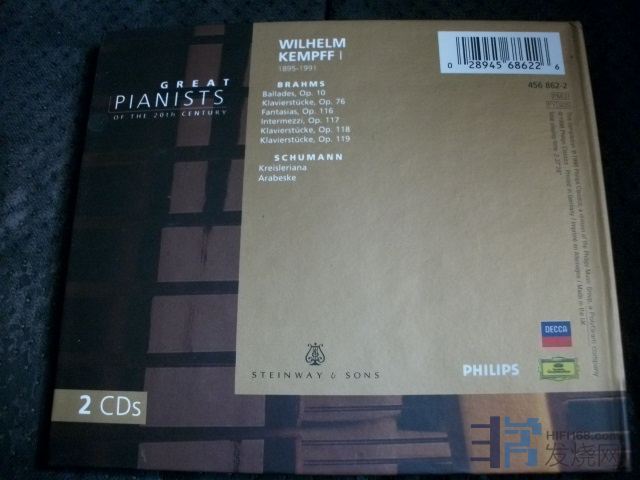 GREAT
PIANISTS
OF THE 20th CENTURY
WILHELM
KEMPFF I
1895-1991
BRAHMS
Ballades, Op. 10
Klavierstücke, Op. 76
Fantasias, Op. 116
Intermezzi, Op. 117
Klavierstücke, Op. 118
Klavierstücke, Op. 119
SCHUMANN
Kreisleriana
Arabeske
0 28945 68622 6
456 862-2
STEINWAY & SONS
PHILIPS
DECCA
2 CDs
HIFI168.com
发烧网